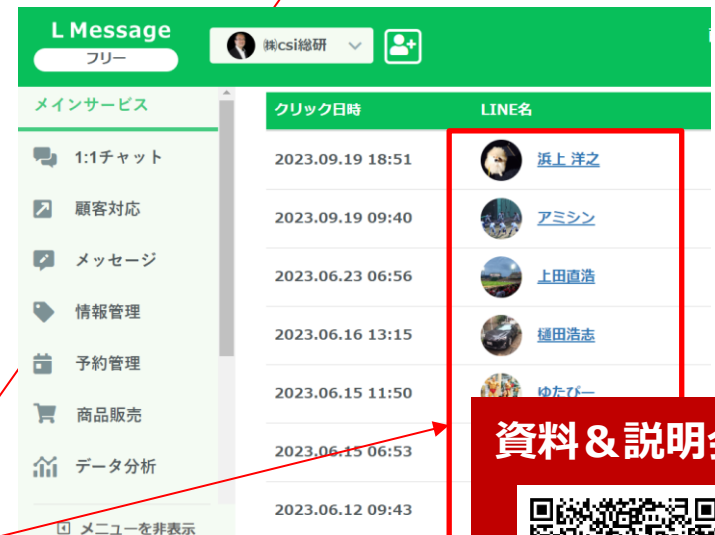 L Message
フリー
㈱csi総研
メインサービス
1:1チャット
顧客対応
メッセージ
情報管理
予約管理
商品販売
データ分析
メニューを非表示
クリック日時 LINE名
2023.09.19 18:51 浜上 洋之
2023.09.19 09:40 アミシン
2023.06.23 06:56 上田直浩
2023.06.16 13:15 樋田浩志
2023.06.15 11:50 ゆたぴー
2023.06.15 06:53
2023.06.12 09:43
資料＆説明会